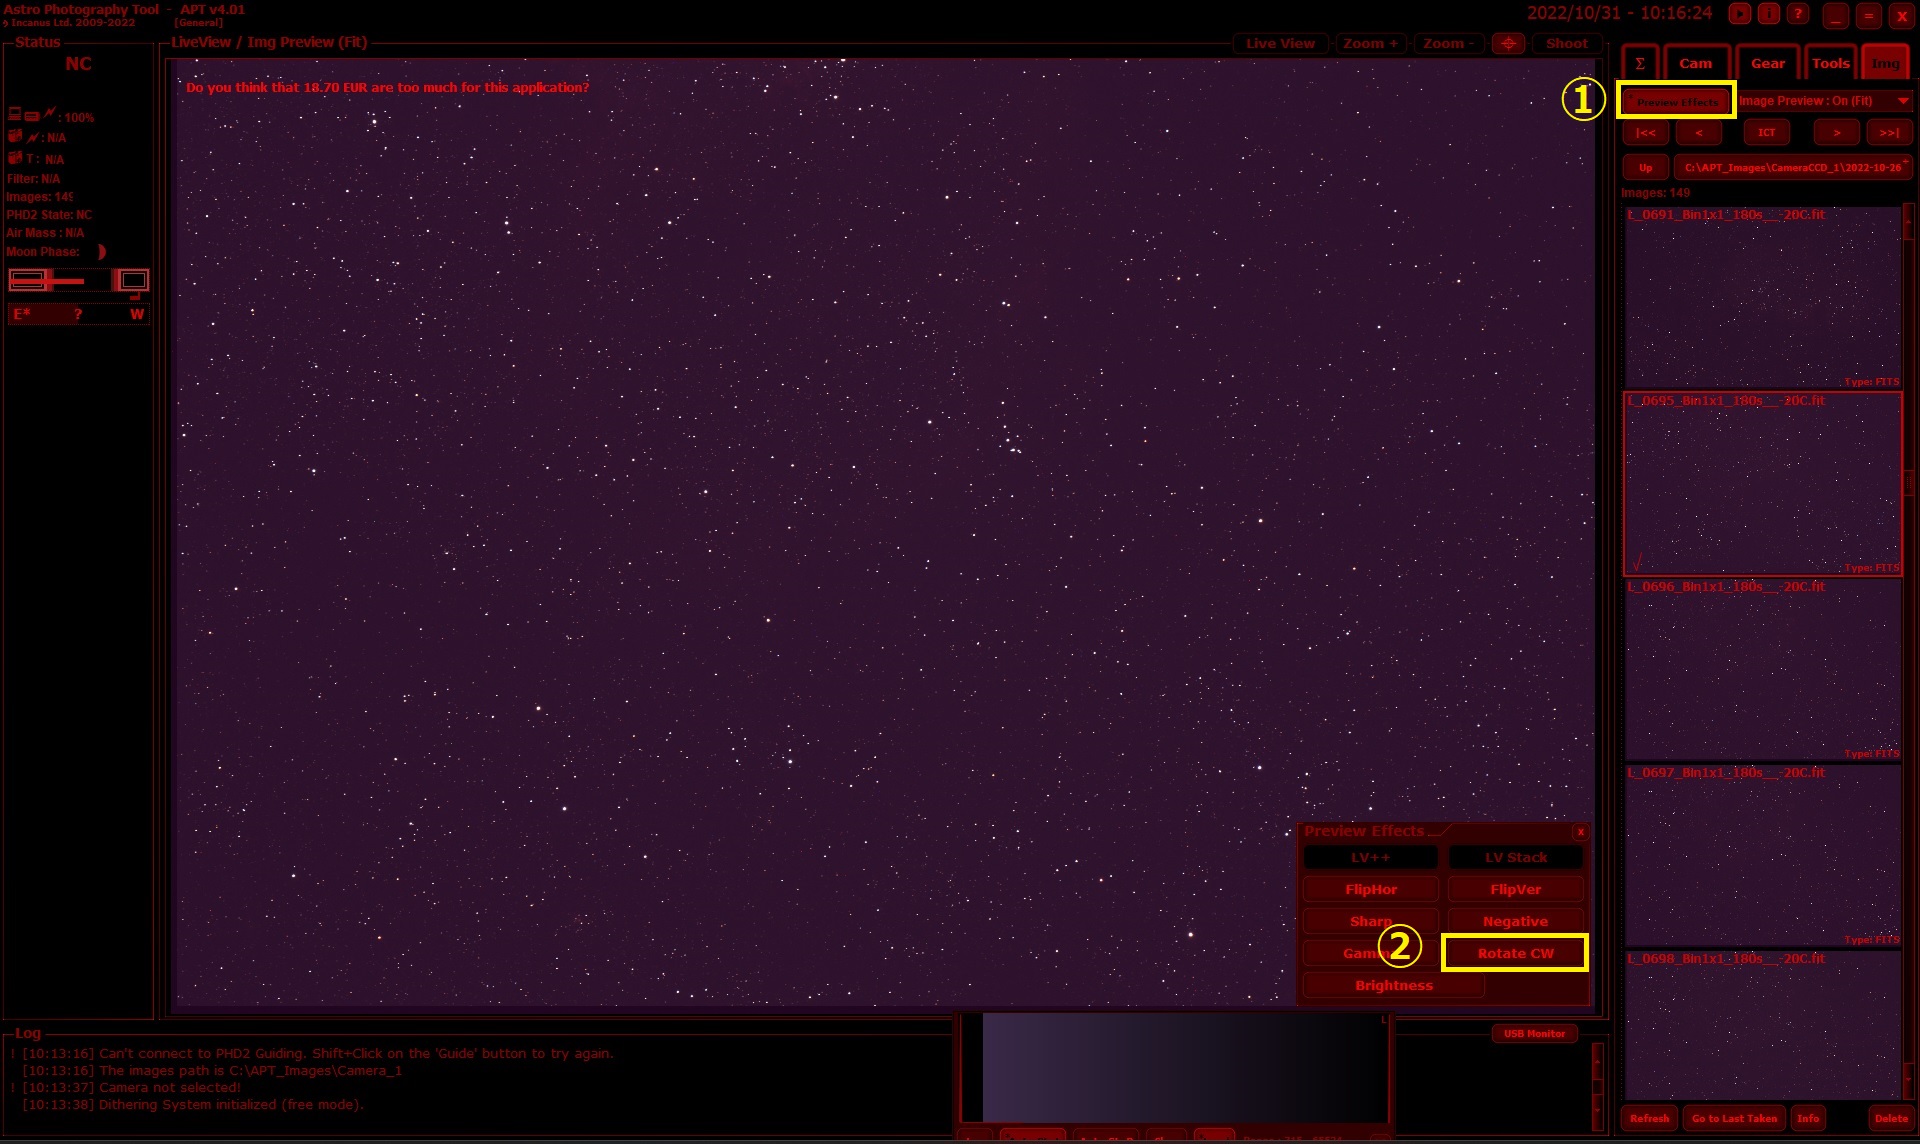 Astro Photography Tool - APT v4.01
Incanus Ltd. 2009-2022 [General]
2022/10/31 - 10:16:24
i ? _ = X
Status
NC
: 100%
: N/A
T : N/A
Filter: N/A
Images: 149
PHD2 State: NC
Air Mass : N/A
Moon Phase:
E* ? W
LiveView / Img Preview (Fit)
Live View Zoom + Zoom - Shoot
Do you think that 18.70 EUR are too much for this application?
Σ Cam Gear Tools Img
① Preview Effects Image Preview : On (Fit)
|<< < ICT > >>|
Up C:\APT_Images\CameraCCD_1\2022-10-26
Images: 149
L_0691_Bin1x1_180s__-20C.fit
Type: FITS
L_0695_Bin1x1_180s__-20C.fit
√ Type: FITS
L_0696_Bin1x1_180s__-20C.fit
Type: FITS
L_0697_Bin1x1_180s__-20C.fit
Type: FITS
L_0698_Bin1x1_180s__-20C.fit
Refresh Go to Last Taken Info Delete
Preview Effects x
LV++ LV Stack
FlipHor FlipVer
Sharp Negative
② Rotate CW
Brightness
Log
USB Monitor
! [10:13:16] Can't connect to PHD2 Guiding. Shift+Click on the 'Guide' button to try again.
[10:13:16] The images path is C:\APT_Images\Camera_1
! [10:13:37] Camera not selected!
[10:13:38] Dithering System initialized (free mode).
L